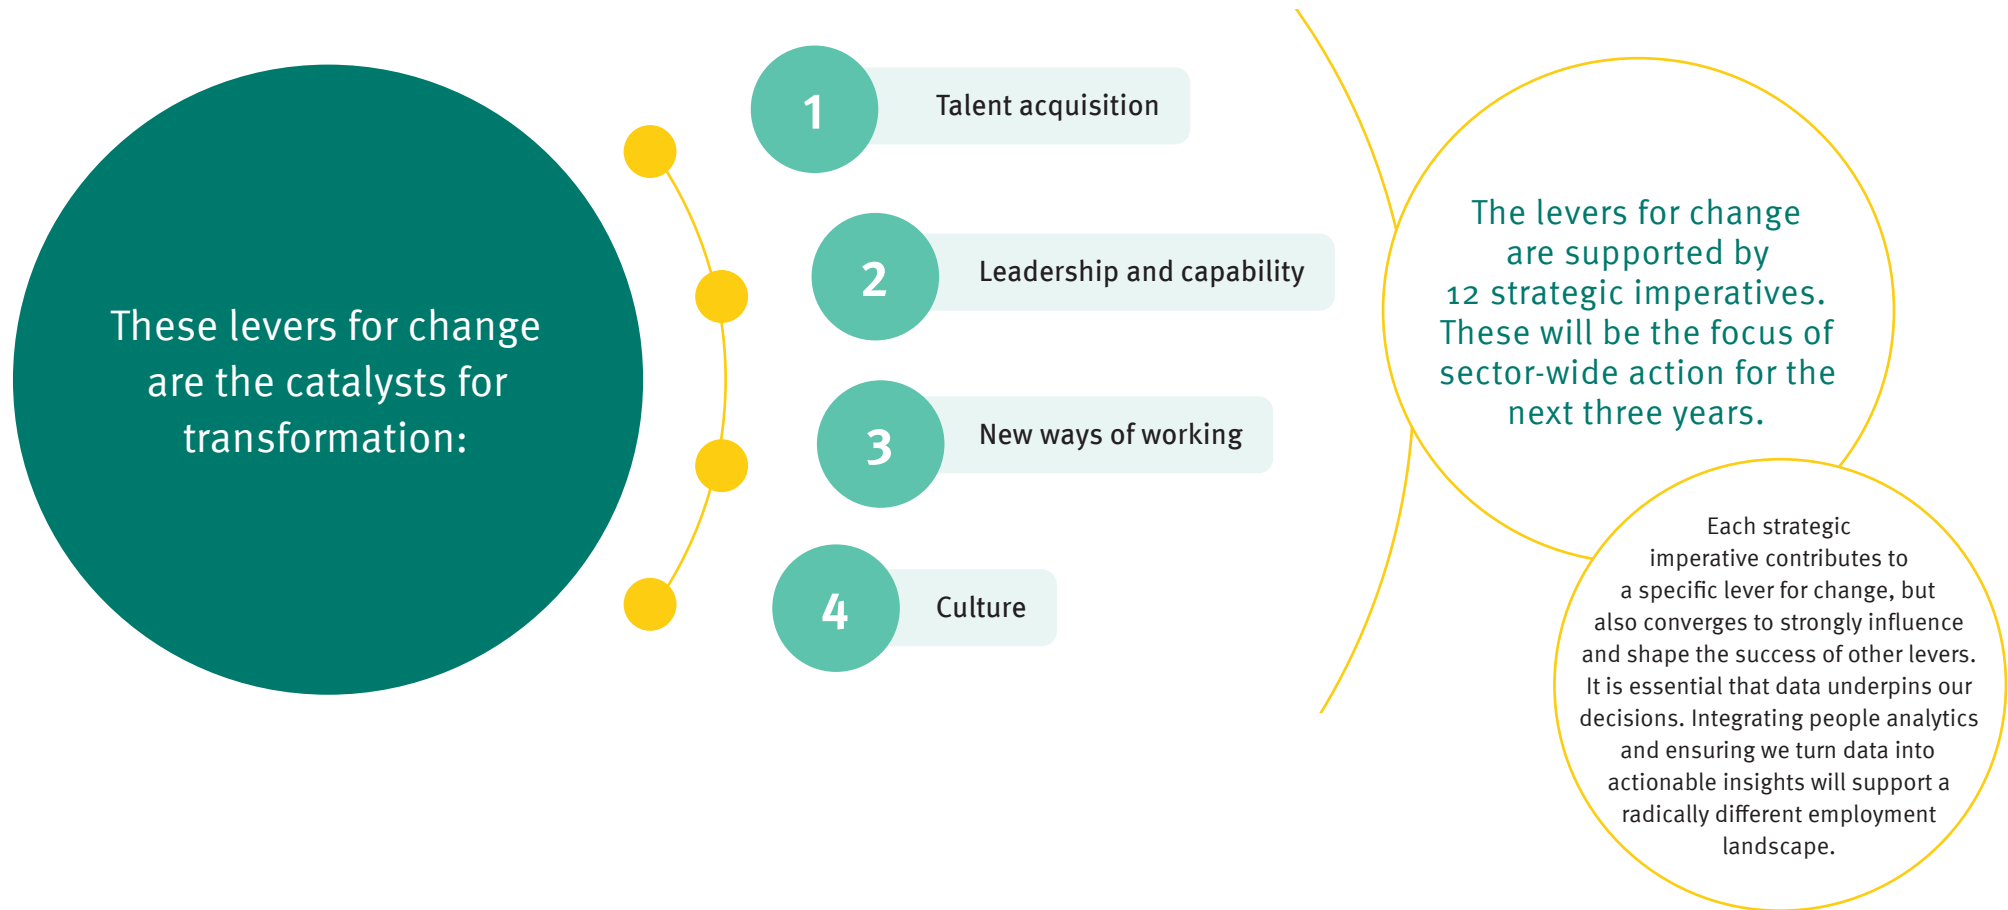 These levers for change
are the catalysts for
transformation:
1
Talent acquisition
2
Leadership and capability
3
New ways of working
4
Culture
The levers for change
are supported by
12 strategic imperatives.
These will be the focus of
sector-wide action for the
next three years.
Each strategic
imperative contributes to
a specific lever for change, but
also converges to strongly influence
and shape the success of other levers.
It is essential that data underpins our
decisions. Integrating people analytics
and ensuring we turn data into
actionable insights will support a
radically different employment
landscape.